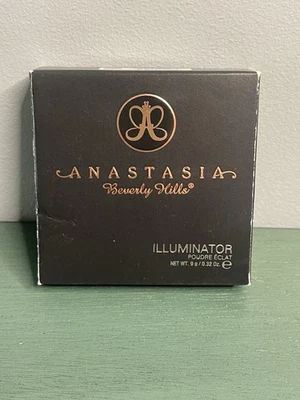 ANASTASIA
Beverly Hills®
ILLUMINATOR
POUDRE ÉCLAT
NET WT. 9 g / 0.32 Oz. ℮